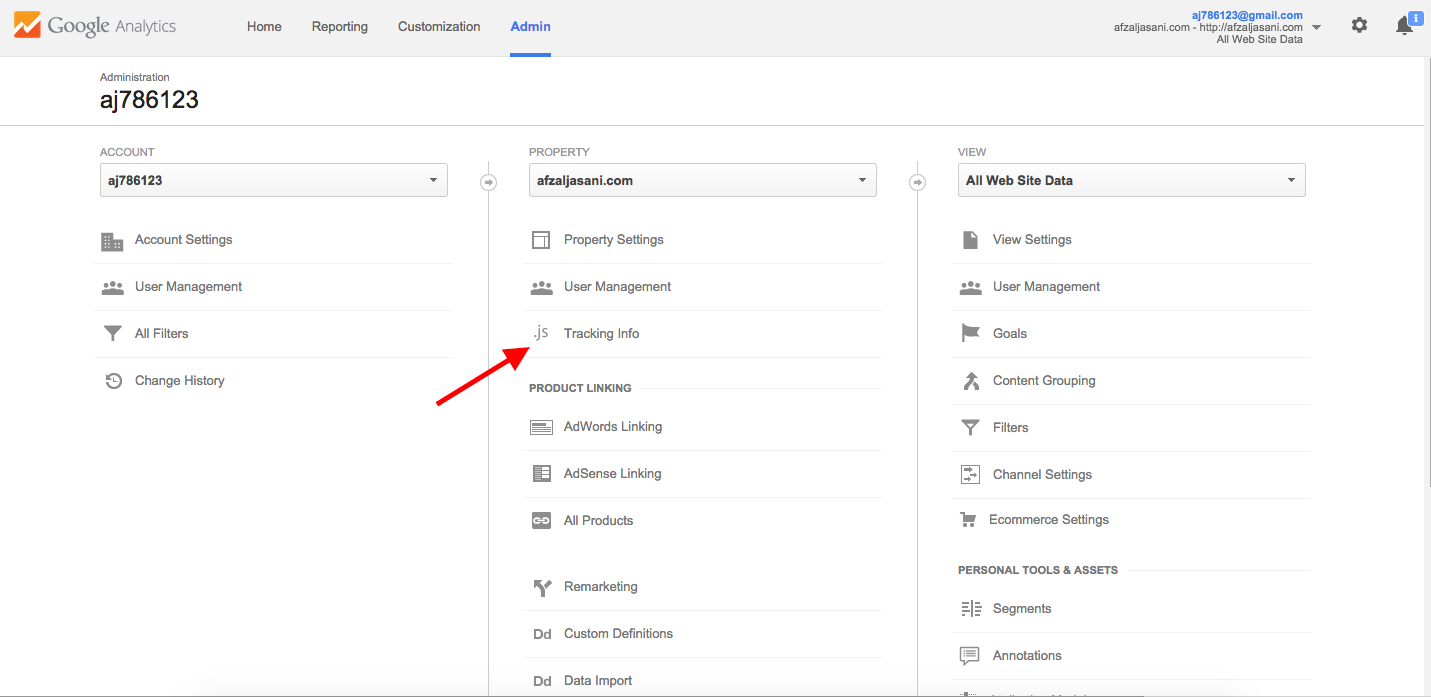 Google Analytics
Home
Reporting
Customization
Admin
aj786123@gmail.com
afzaljasani.com - http://afzaljasani.com
All Web Site Data
i
Administration
aj786123
ACCOUNT
aj786123
Account Settings
User Management
All Filters
Change History
PROPERTY
afzaljasani.com
Property Settings
User Management
.js Tracking Info
PRODUCT LINKING
AdWords Linking
AdSense Linking
All Products
Remarketing
Dd Custom Definitions
Dd Data Import
VIEW
All Web Site Data
View Settings
User Management
Goals
Content Grouping
Filters
Channel Settings
Ecommerce Settings
PERSONAL TOOLS & ASSETS
Segments
Annotations